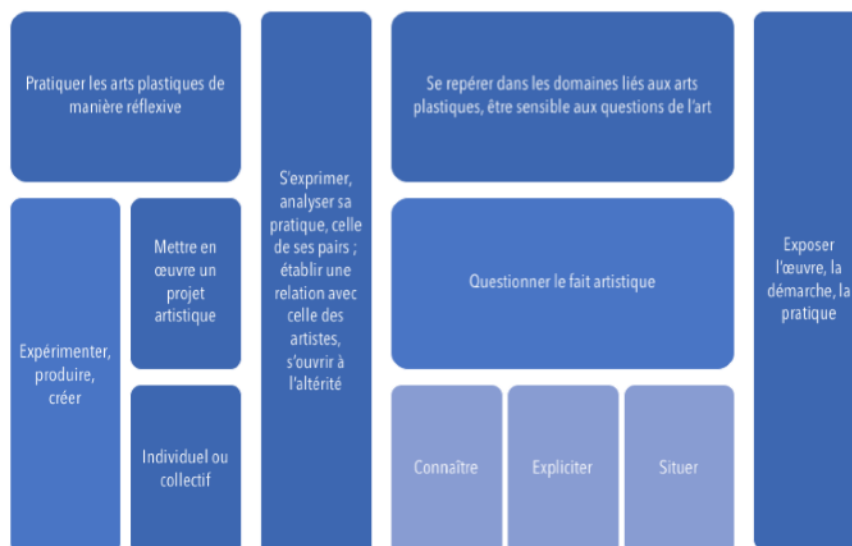 Pratiquer les arts plastiques de
manière réflexive
Expérimenter,
produire,
créer
Mettre en
œuvre un
projet
artistique
Individuel ou
collectif
S'exprimer,
analyser sa
pratique, celle
de ses pairs ;
établir une
relation avec
celle des
artistes,
s'ouvrir à
l'altérité
Se repérer dans les domaines liés aux arts
plastiques, être sensible aux questions de l'art
Questionner le fait artistique
Connaître
Expliciter
Situer
Exposer
l'œuvre, la
démarche, la
pratique